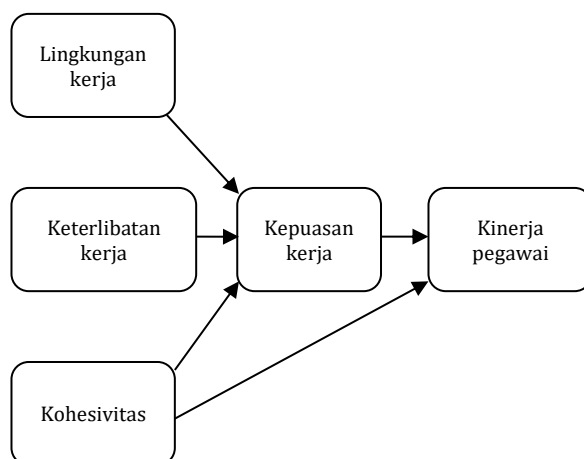 Lingkungan
kerja
Keterlibatan
kerja
Kepuasan
kerja
Kinerja
pegawai
Kohesivitas